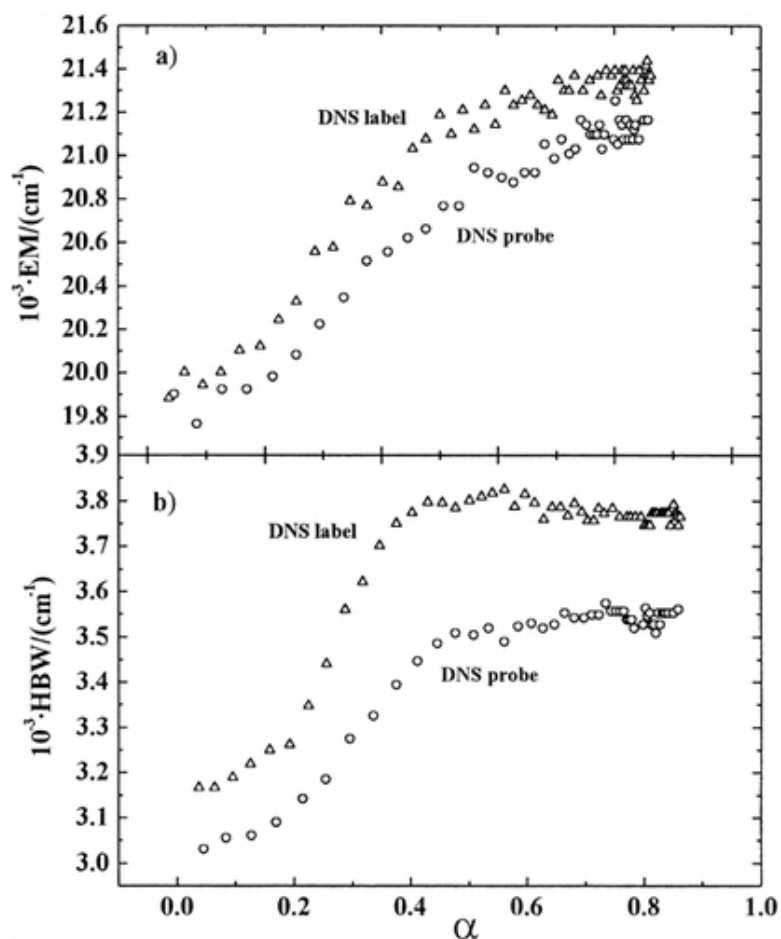 21.6
a)
21.4
DNS label
21.2
21.0
20.8
DNS probe
20.6
20.4
20.2
20.0
19.8
10⁻³·EM/(cm⁻¹)
3.9
b)
3.8
DNS label
3.7
3.6
3.5
DNS probe
3.4
3.3
3.2
3.1
3.0
10⁻³·HBW/(cm⁻¹)
0.0 0.2 0.4 0.6 0.8 1.0
α